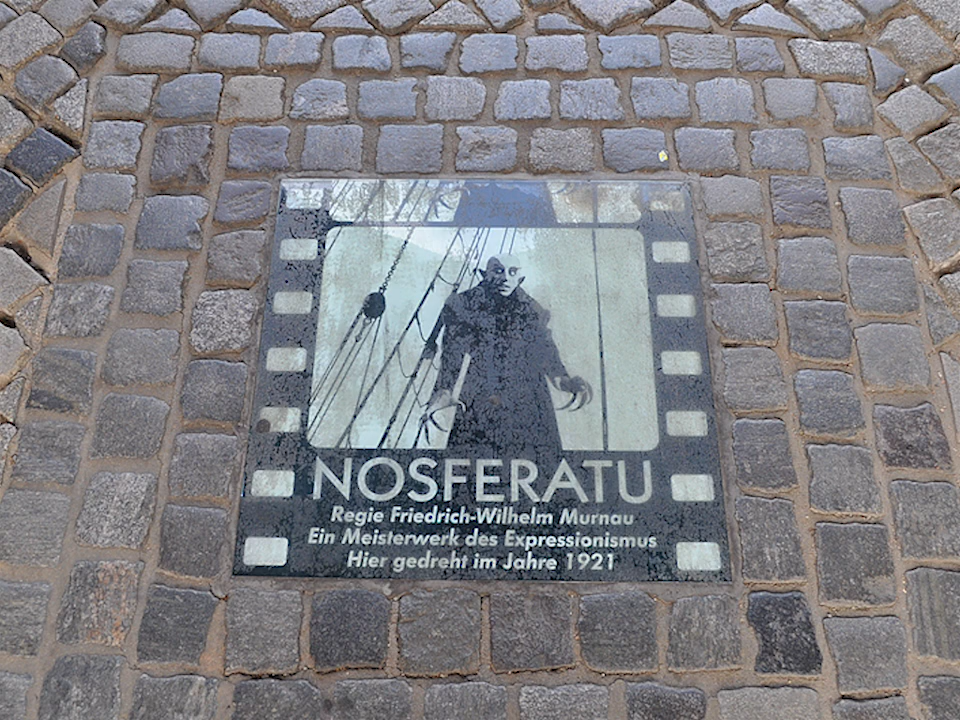 NOSFERATU
Regie Friedrich-Wilhelm Murnau
Ein Meisterwerk des Expressionismus
Hier gedreht im Jahre 1921